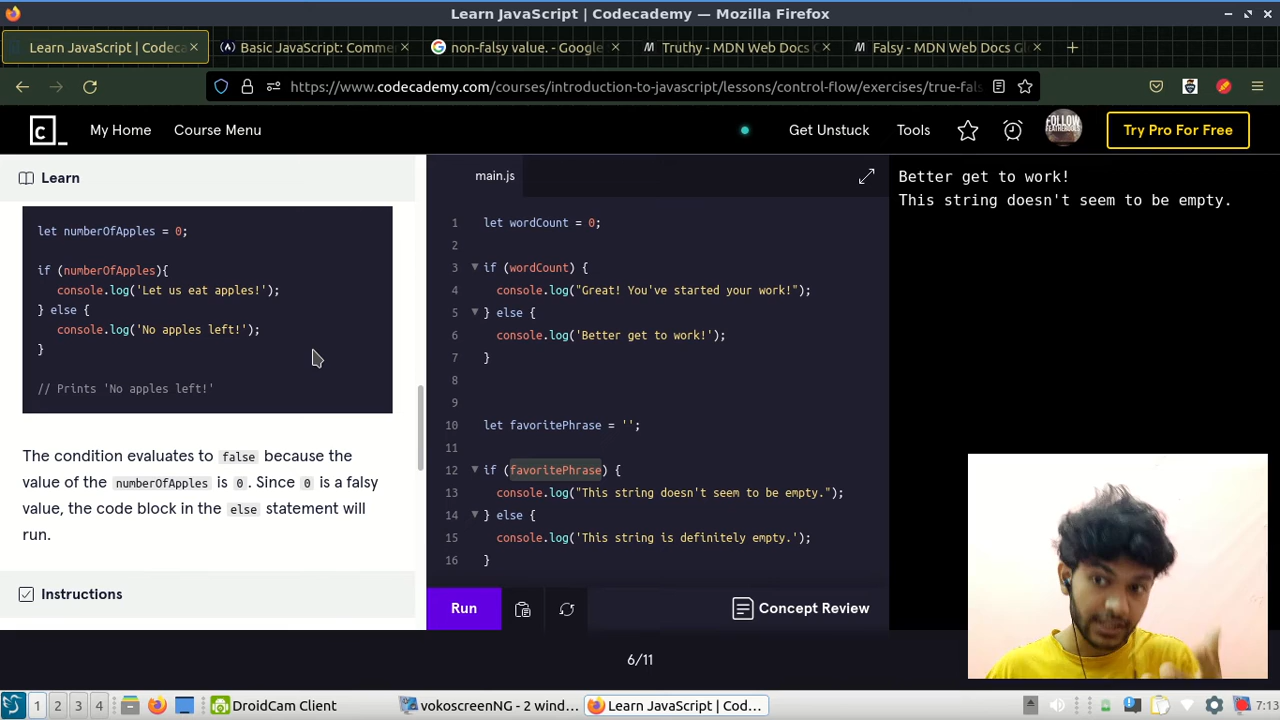 Learn JavaScript | Codecademy — Mozilla Firefox
Learn JavaScript | Codeca
Basic JavaScript: Comme
non-falsy value. - Google
Truthy - MDN Web Docs
Falsy - MDN Web Docs Gl
https://www.codecademy.com/courses/introduction-to-javascript/lessons/control-flow/exercises/true-fals
My Home
Course Menu
Get Unstuck
Tools
FOLLOW
Try Pro For Free
Learn
let numberOfApples = 0;
if (numberOfApples){
console.log('Let us eat apples!');
} else {
console.log('No apples left!');
}
// Prints 'No apples left!'
The condition evaluates to false because the
value of the numberOfApples is 0. Since 0 is a falsy
value, the code block in the else statement will
run.
Instructions
main.js
1 let wordCount = 0;
2
3 if (wordCount) {
4 console.log("Great! You've started your work!");
5 } else {
6 console.log('Better get to work!');
7 }
8
9
10 let favoritePhrase = '';
11
12 if (favoritePhrase) {
13 console.log("This string doesn't seem to be empty.");
14 } else {
15 console.log('This string is definitely empty.');
16 }
Run
Concept Review
Better get to work!
This string doesn't seem to be empty.
6/11
1 2 3 4
DroidCam Client
vokoscreenNG - 2 wind...
Learn JavaScript | Cod...
7:13